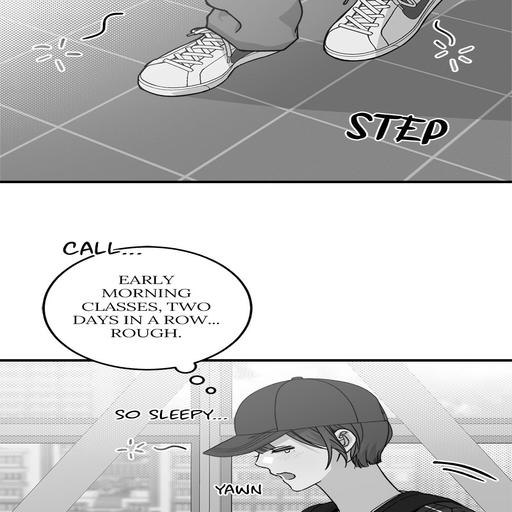 STEP
CALL...
EARLY
MORNING
CLASSES, TWO
DAYS IN A ROW...
ROUGH.
SO SLEEPY...
YAWN